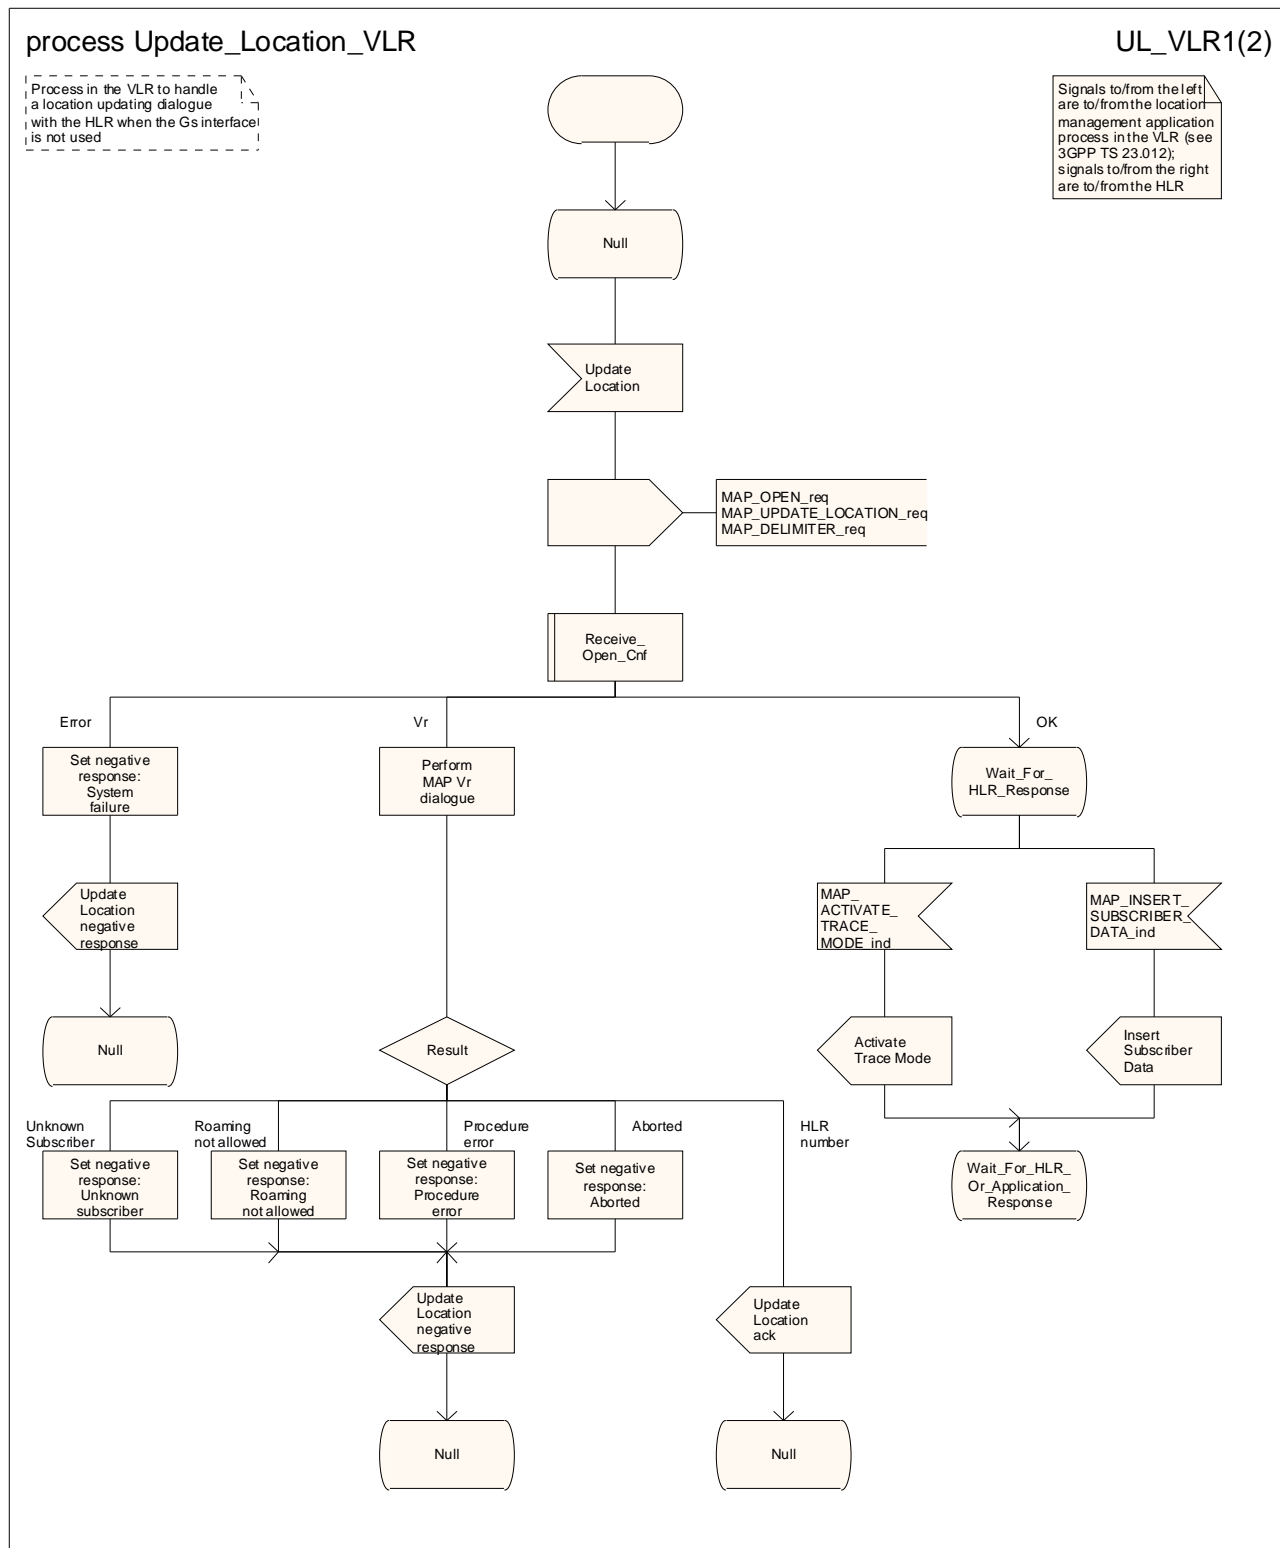 process Update_Location_VLR
UL_VLR1(2)
Process in the VLR to handle
a location updating dialogue
with the HLR when the Gs interface
is not used
Signals to/from the left
are to/from the location
management application
process in the VLR (see
3GPP TS 23.012);
signals to/from the right
are to/from the HLR
Null
Update
Location
MAP_OPEN_req
MAP_UPDATE_LOCATION_req
MAP_DELIMITER_req
Receive_
Open_Cnf
Error
Vr
OK
Set negative
response:
System
failure
Perform
MAP Vr
dialogue
Wait_For_
HLR_Response
Update
Location
negative
response
MAP_
ACTIVATE_
TRACE_
MODE_ind
MAP_INSERT_
SUBSCRIBER_
DATA_ind
Null
Result
Activate
Trace Mode
Insert
Subscriber
Data
Unknown
Subscriber
Roaming
not allowed
Procedure
error
Aborted
HLR
number
Set negative
response:
Unknown
subscriber
Set negative
response:
Roaming
not allowed
Set negative
response:
Procedure
error
Set negative
response:
Aborted
Wait_For_HLR_
Or_Application_
Response
Update
Location
negative
response
Update
Location
ack
Null
Null